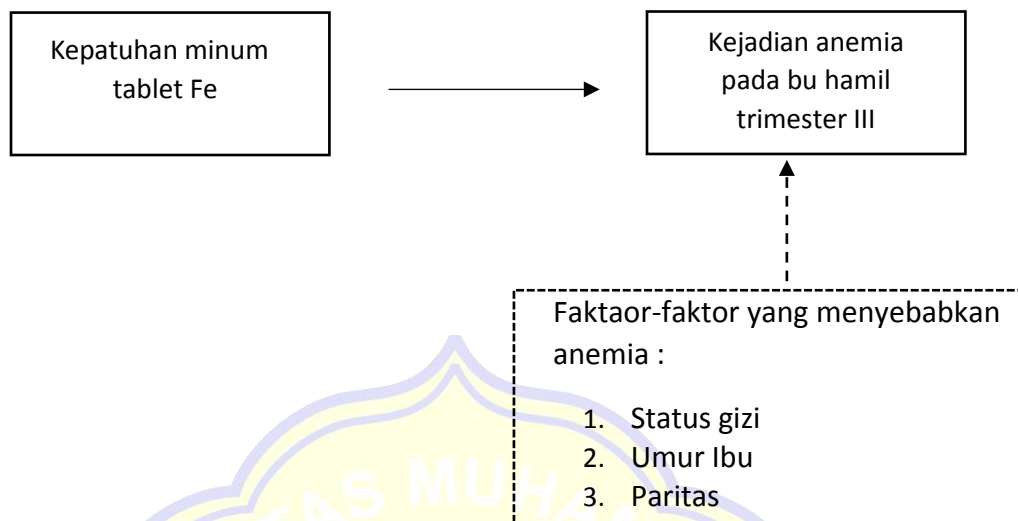 Kepatuhan minum
tablet Fe
Kejadian anemia
pada bu hamil
trimester III
Faktaor-faktor yang menyebabkan
anemia :
1. Status gizi
2. Umur Ibu
3. Paritas